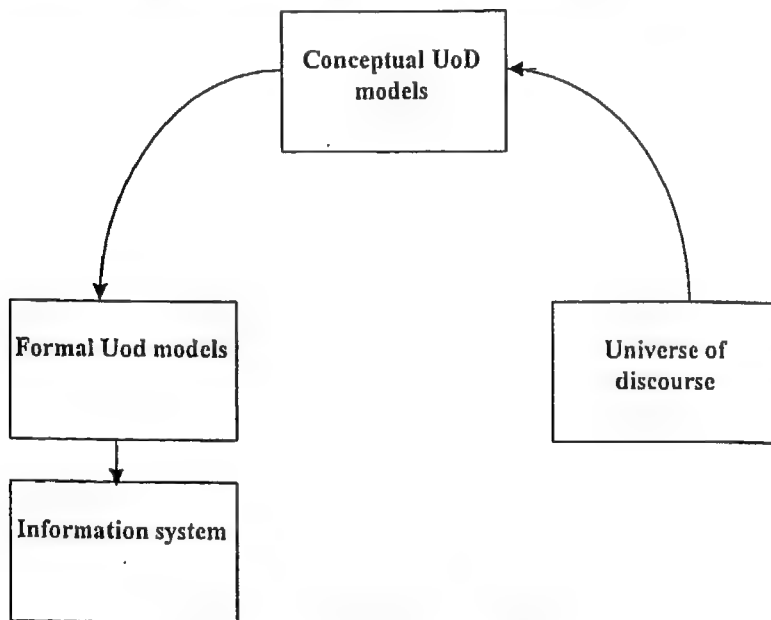 Conceptual UoD
models
Formal Uod models
Universe of
discourse
Information system